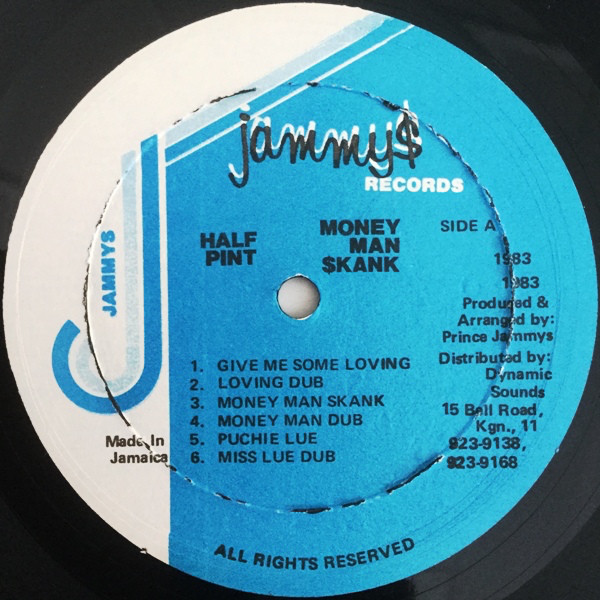 jammy$
RECORDS
JAMMYS
HALF
PINT
MONEY
MAN
$KANK
SIDE A
1983
1983
Produced &
Arranged by:
Prince Jammys
Distributed by:
Dynamic
Sounds
15 Bell Road,
Kgn., 11
923-9138,
923-9168
1. GIVE ME SOME LOVING
2. LOVING DUB
3. MONEY MAN SKANK
4. MONEY MAN DUB
5. PUCHIE LUE
6. MISS LUE DUB
Made In
Jamaica
ALL RIGHTS RESERVED